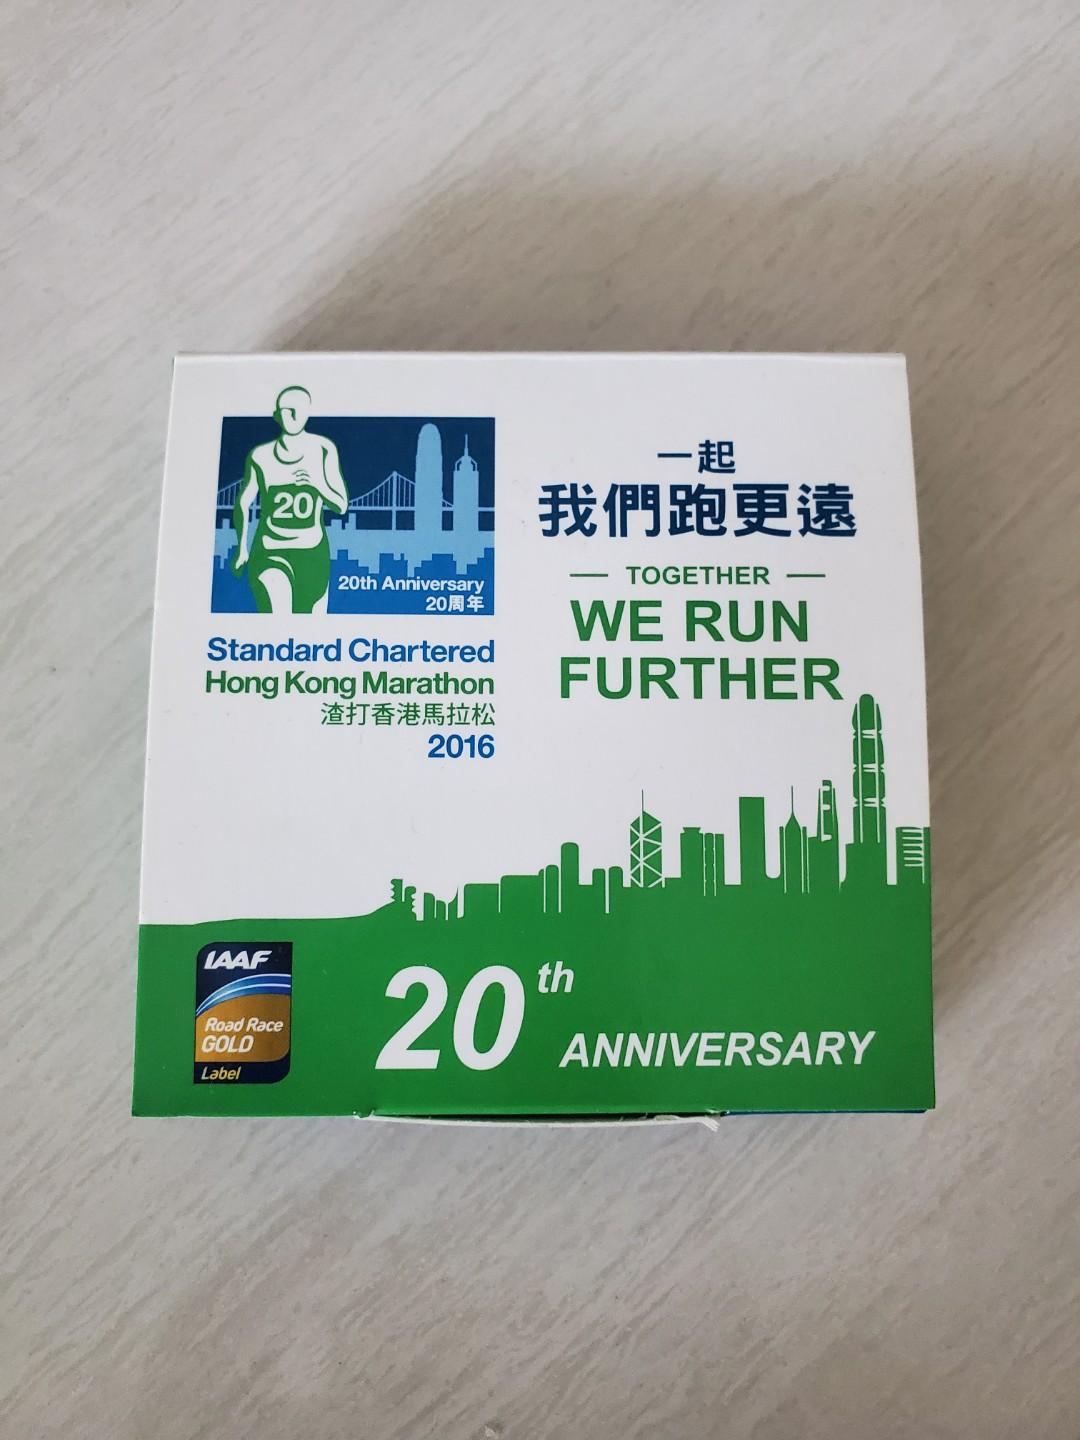 20
20th Anniversary
20周年
Standard Chartered
Hong Kong Marathon
渣打香港馬拉松
2016
一起
我們跑更遠
TOGETHER
WE RUN
FURTHER
IAAF
Road Race
GOLD
Label
20th
ANNIVERSARY